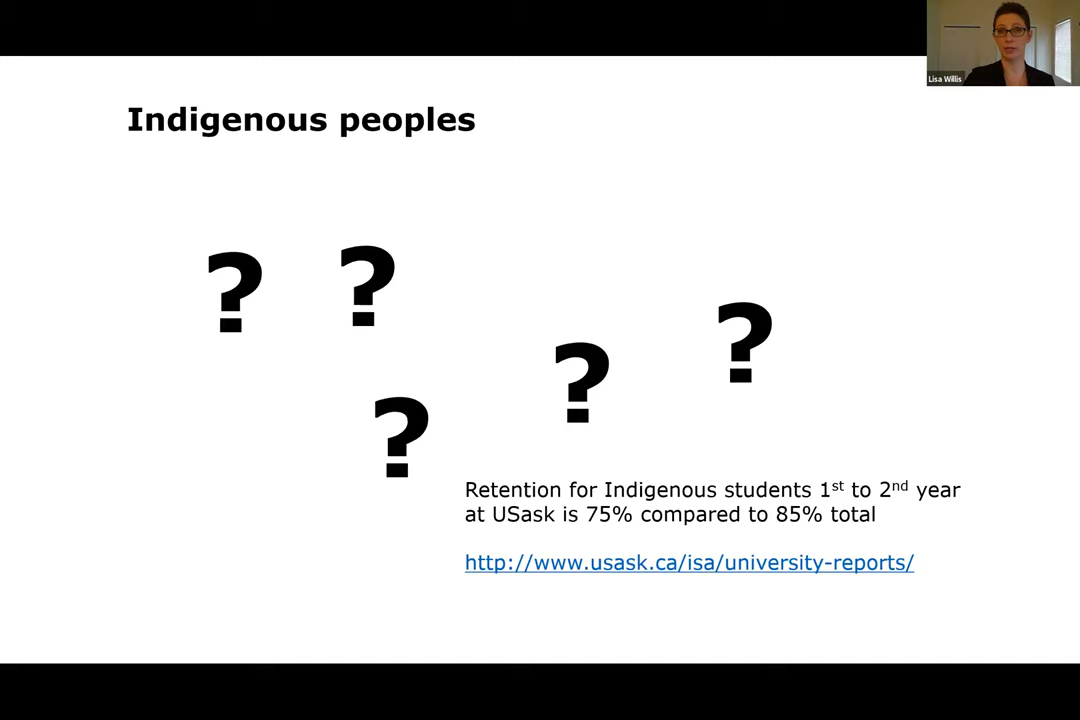 Lisa Willis
Indigenous peoples
? ?
?
?
?
Retention for Indigenous students 1st to 2nd year
at USask is 75% compared to 85% total
http://www.usask.ca/isa/university-reports/